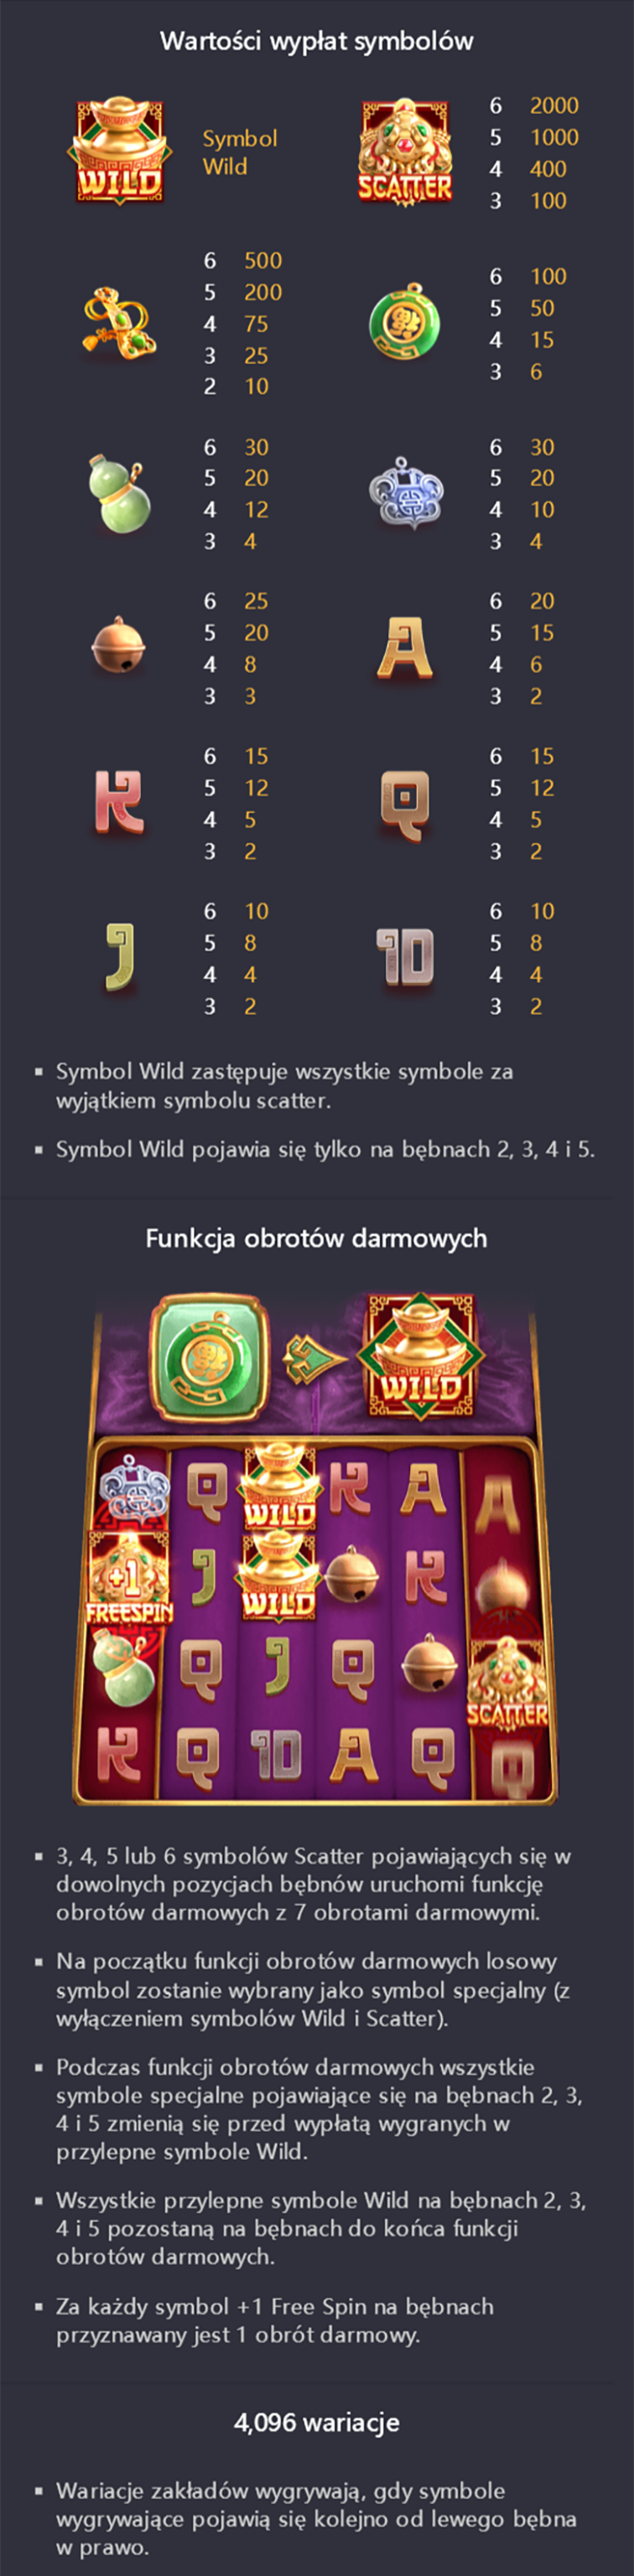 Wartości wypłat symbolów
WILD
Symbol
Wild
SCATTER
6 2000
5 1000
4 400
3 100
6 500
5 200
4 75
3 25
2 10
6 100
5 50
4 15
3 6
6 30
5 20
4 12
3 4
6 30
5 20
4 10
3 4
6 25
5 20
4 8
3 3
A
6 20
5 15
4 6
3 2
K
6 15
5 12
4 5
3 2
Q
6 15
5 12
4 5
3 2
J
6 10
5 8
4 4
3 2
10
6 10
5 8
4 4
3 2
▪ Symbol Wild zastępuje wszystkie symbole za
wyjątkiem symbolu scatter.
▪ Symbol Wild pojawia się tylko na bębnach 2, 3, 4 i 5.
Funkcja obrotów darmowych
WILD
Q WILD K A A
+1 FREESPIN J WILD K
Q J Q SCATTER
K Q 10 A Q Q
▪ 3, 4, 5 lub 6 symbolów Scatter pojawiających się w
dowolnych pozycjach bębnów uruchomi funkcję
obrotów darmowych z 7 obrotami darmowymi.
▪ Na początku funkcji obrotów darmowych losowy
symbol zostanie wybrany jako symbol specjalny (z
wyłączeniem symbolów Wild i Scatter).
▪ Podczas funkcji obrotów darmowych wszystkie
symbole specjalne pojawiające się na bębnach 2, 3,
4 i 5 zmienią się przed wypłatą wygranych w
przylepne symbole Wild.
▪ Wszystkie przylepne symbole Wild na bębnach 2, 3,
4 i 5 pozostaną na bębnach do końca funkcji
obrotów darmowych.
▪ Za każdy symbol +1 Free Spin na bębnach
przyznawany jest 1 obrót darmowy.
4,096 wariacje
▪ Wariacje zakładów wygrywają, gdy symbole
wygrywające pojawią się kolejno od lewego bębna
w prawo.